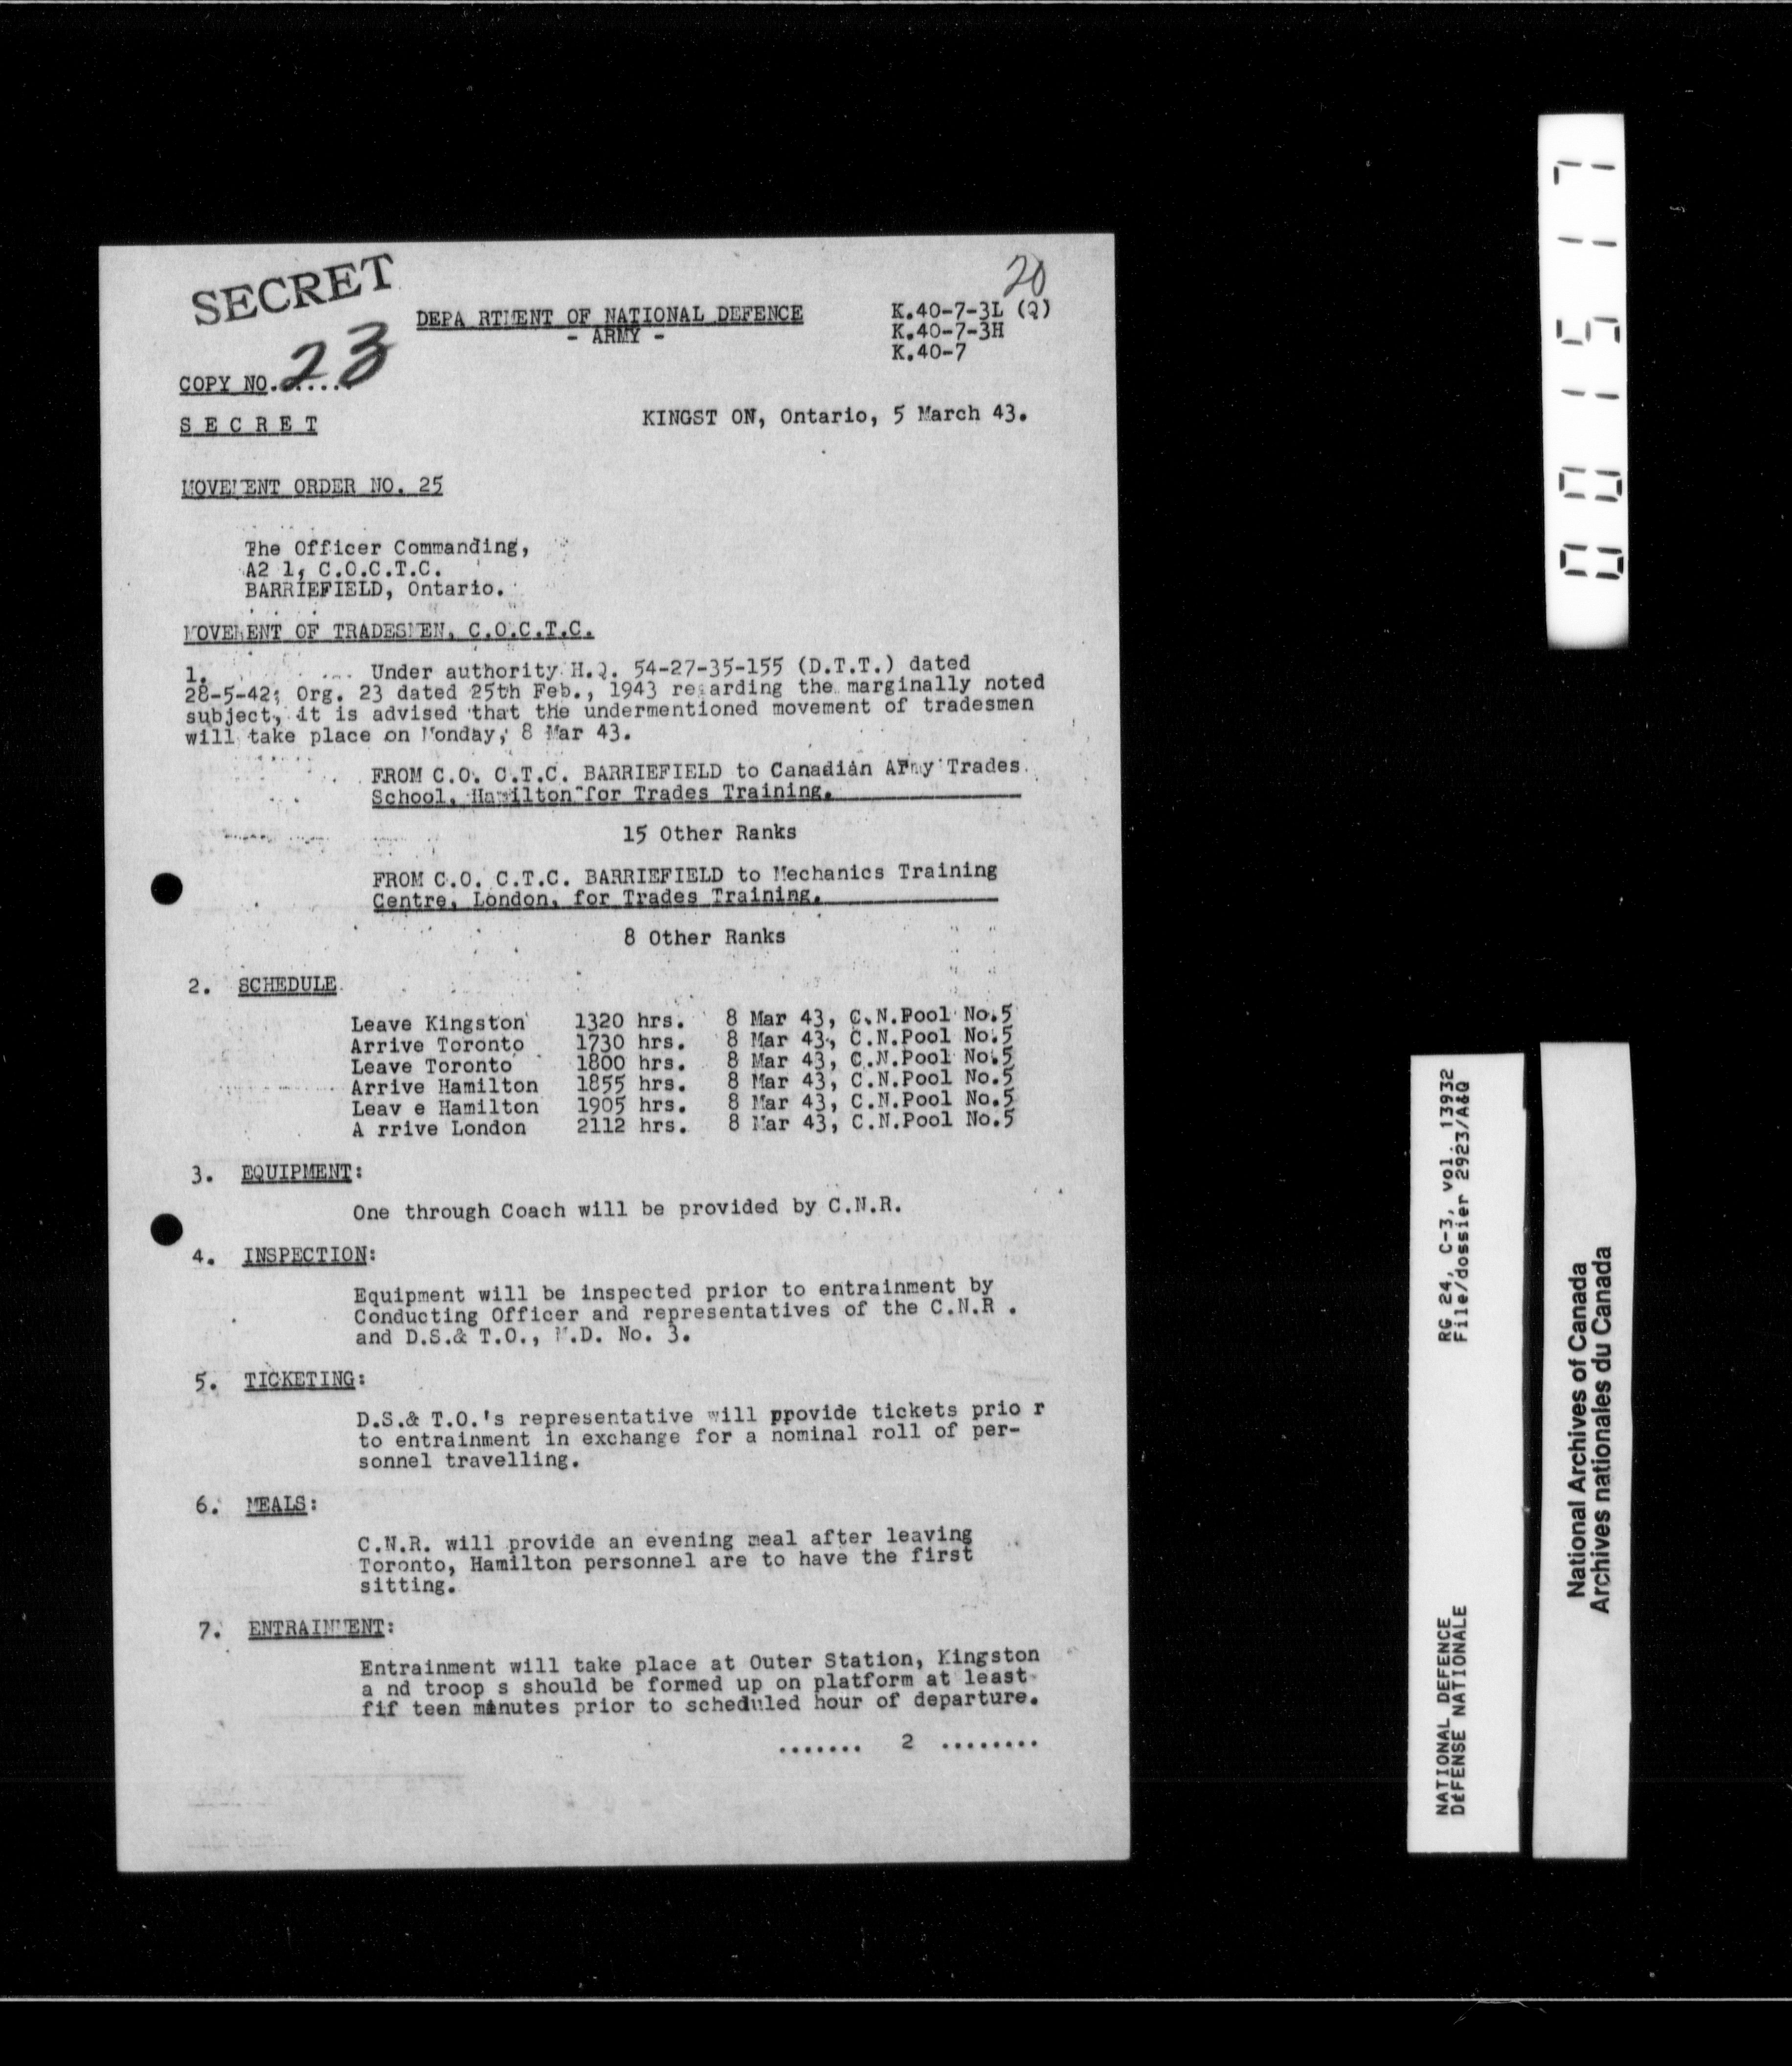 SECRET
20
DEPA RTMENT OF NATIONAL DEFENCE
- ARMY -
K.40-7-3L (Q)
K.40-7-3H
K.40-7
COPY NO. 23
S E C R E T
KINGST ON, Ontario, 5 March 43.
MOVEMENT ORDER NO. 25
The Officer Commanding,
A2 1, C.O.C.T.C.
BARRIEFIELD, Ontario.
MOVEMENT OF TRADESMEN, C.O.C.T.C.
1. Under authority H.Q. 54-27-35-155 (D.T.T.) dated
28-5-42; Org. 23 dated 25th Feb., 1943 regarding the marginally noted
subject, it is advised that the undermentioned movement of tradesmen
will take place on Monday, 8 Mar 43.
FROM C.O. C.T.C. BARRIEFIELD to Canadian Army Trades
School, Hamilton for Trades Training.
15 Other Ranks
FROM C.O. C.T.C. BARRIEFIELD to Mechanics Training
Centre, London, for Trades Training.
8 Other Ranks
2. SCHEDULE
Leave Kingston 1320 hrs. 8 Mar 43, C.N.Pool No.5
Arrive Toronto 1730 hrs. 8 Mar 43, C.N.Pool No.5
Leave Toronto 1800 hrs. 8 Mar 43, C.N.Pool No.5
Arrive Hamilton 1855 hrs. 8 Mar 43, C.N.Pool No.5
Leav e Hamilton 1905 hrs. 8 Mar 43, C.N.Pool No.5
A rrive London 2112 hrs. 8 Mar 43, C.N.Pool No.5
3. EQUIPMENT:
One through Coach will be provided by C.N.R.
4. INSPECTION:
Equipment will be inspected prior to entrainment by
Conducting Officer and representatives of the C.N.R .
and D.S.& T.O., M.D. No. 3.
5. TICKETING:
D.S.& T.O.'s representative will provide tickets prio r
to entrainment in exchange for a nominal roll of per-
sonnel travelling.
6. MEALS:
C.N.R. will provide an evening meal after leaving
Toronto, Hamilton personnel are to have the first
sitting.
7. ENTRAINMENT:
Entrainment will take place at Outer Station, Kingston
a nd troop s should be formed up on platform at least
fif teen minutes prior to scheduled hour of departure.
....... 2 ........
001517
NATIONAL DEFENCE RG 24, C-3, vol. 13932
DÉFENSE NATIONALE File/dossier 2923/A&Q
National Archives of Canada
Archives nationales du Canada